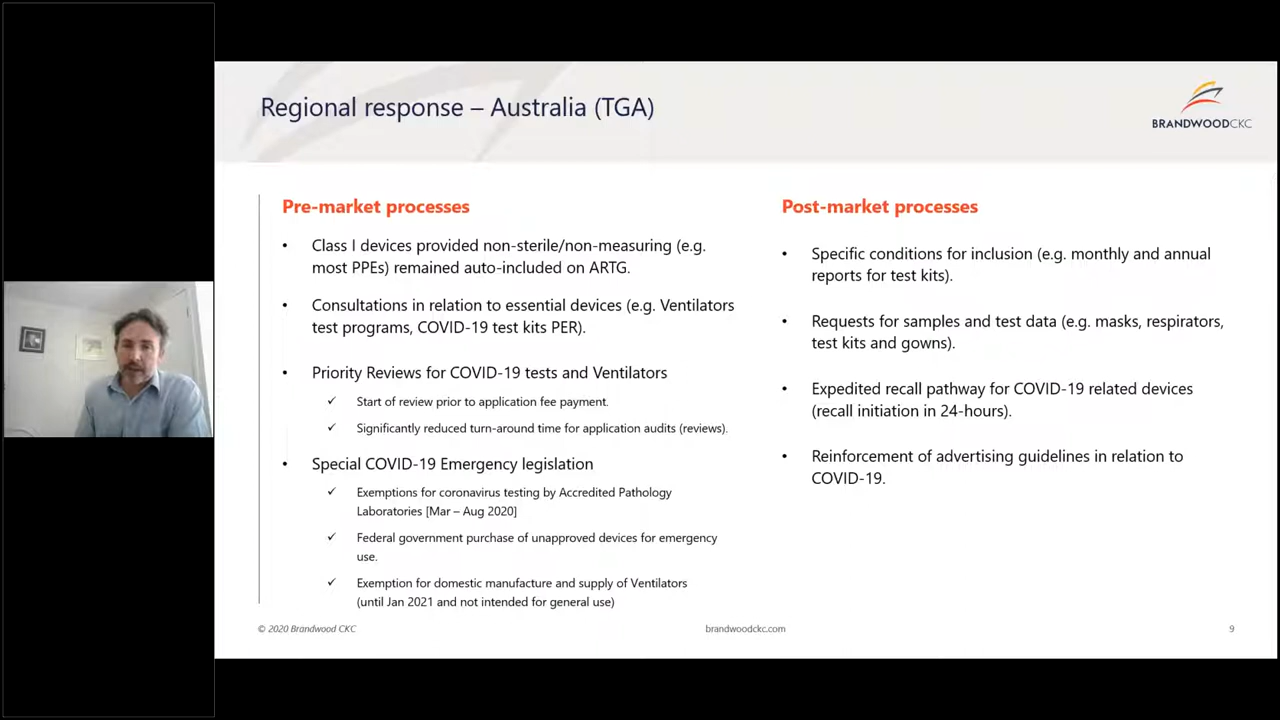 Regional response – Australia (TGA)
BRANDWOODCKC
Pre-market processes
• Class I devices provided non-sterile/non-measuring (e.g.
most PPEs) remained auto-included on ARTG.
• Consultations in relation to essential devices (e.g. Ventilators
test programs, COVID-19 test kits PER).
• Priority Reviews for COVID-19 tests and Ventilators
✓ Start of review prior to application fee payment.
✓ Significantly reduced turn-around time for application audits (reviews).
• Special COVID-19 Emergency legislation
✓ Exemptions for coronavirus testing by Accredited Pathology
Laboratories [Mar – Aug 2020]
✓ Federal government purchase of unapproved devices for emergency
use.
✓ Exemption for domestic manufacture and supply of Ventilators
(until Jan 2021 and not intended for general use)
Post-market processes
• Specific conditions for inclusion (e.g. monthly and annual
reports for test kits).
• Requests for samples and test data (e.g. masks, respirators,
test kits and gowns).
• Expedited recall pathway for COVID-19 related devices
(recall initiation in 24-hours).
• Reinforcement of advertising guidelines in relation to
COVID-19.
© 2020 Brandwood CKC
brandwoodckc.com
9